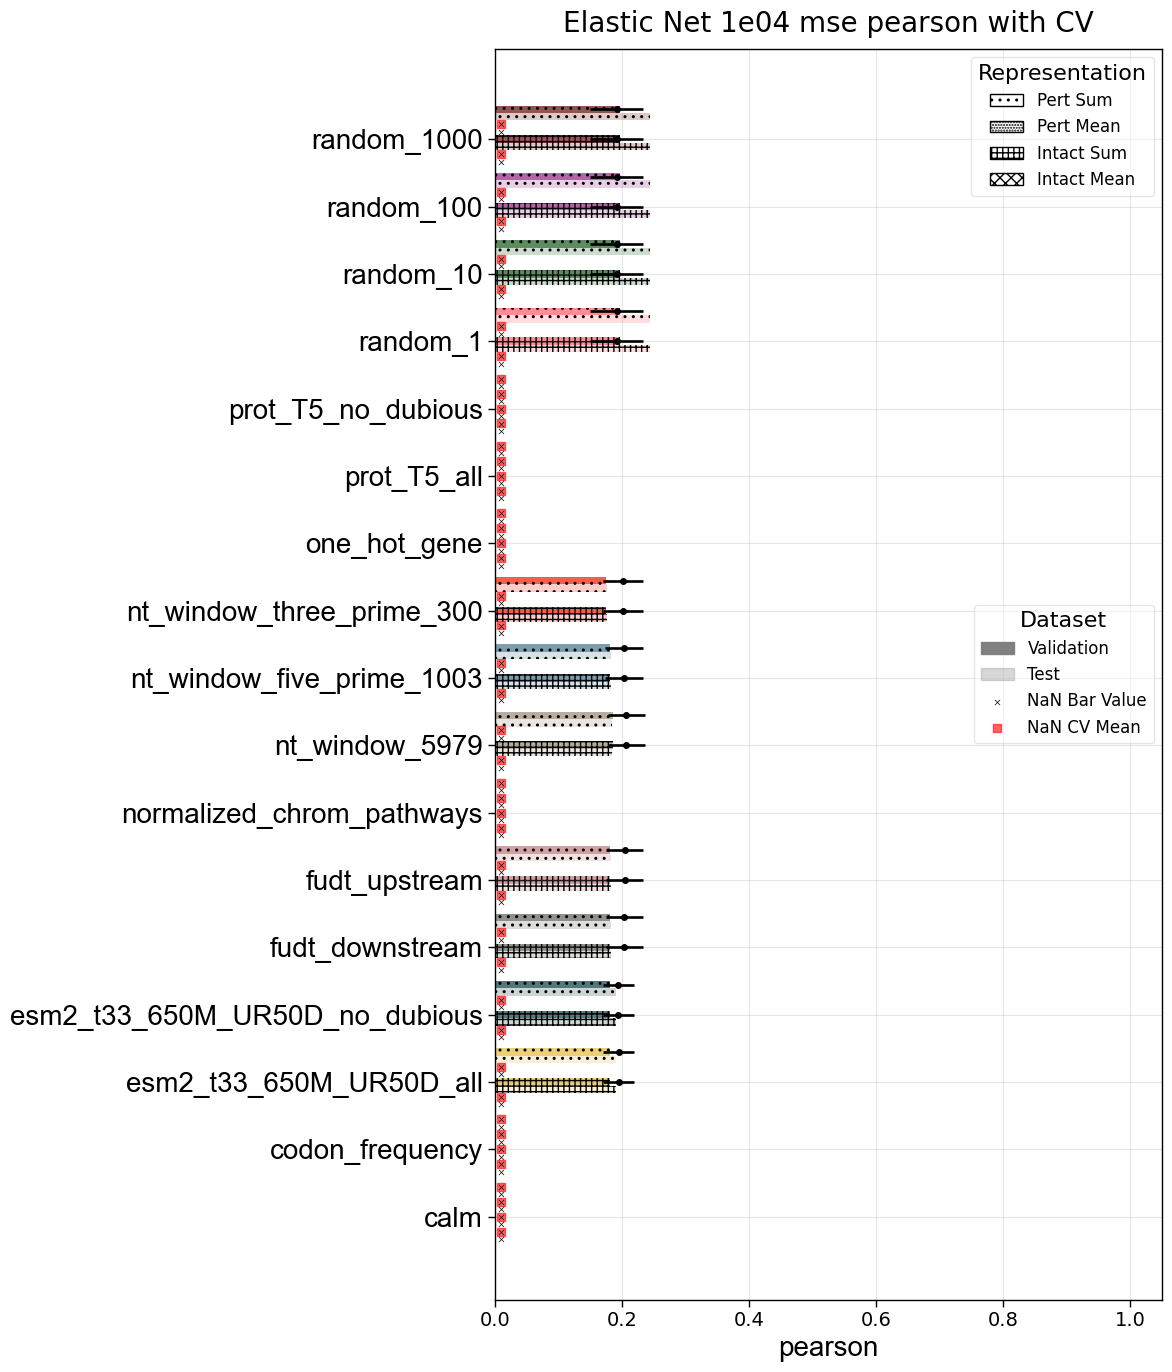 Elastic Net 1e04 mse pearson with CV
Representation
Pert Sum
Pert Mean
Intact Sum
Intact Mean
random_1000
random_100
random_10
random_1
prot_T5_no_dubious
prot_T5_all
one_hot_gene
nt_window_three_prime_300
nt_window_five_prime_1003
nt_window_5979
normalized_chrom_pathways
fudt_upstream
fudt_downstream
esm2_t33_650M_UR50D_no_dubious
esm2_t33_650M_UR50D_all
codon_frequency
calm
Dataset
Validation
Test
NaN Bar Value
NaN CV Mean
0.0 0.2 0.4 0.6 0.8 1.0
pearson